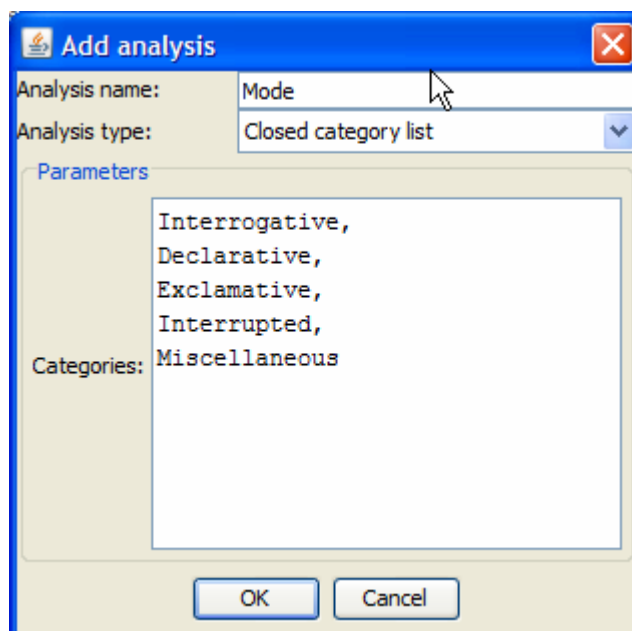 Add analysis
Analysis name: Mode
Analysis type: Closed category list
Parameters
Interrogative,
Declarative,
Exclamative,
Interrupted,
Categories: Miscellaneous
OK Cancel